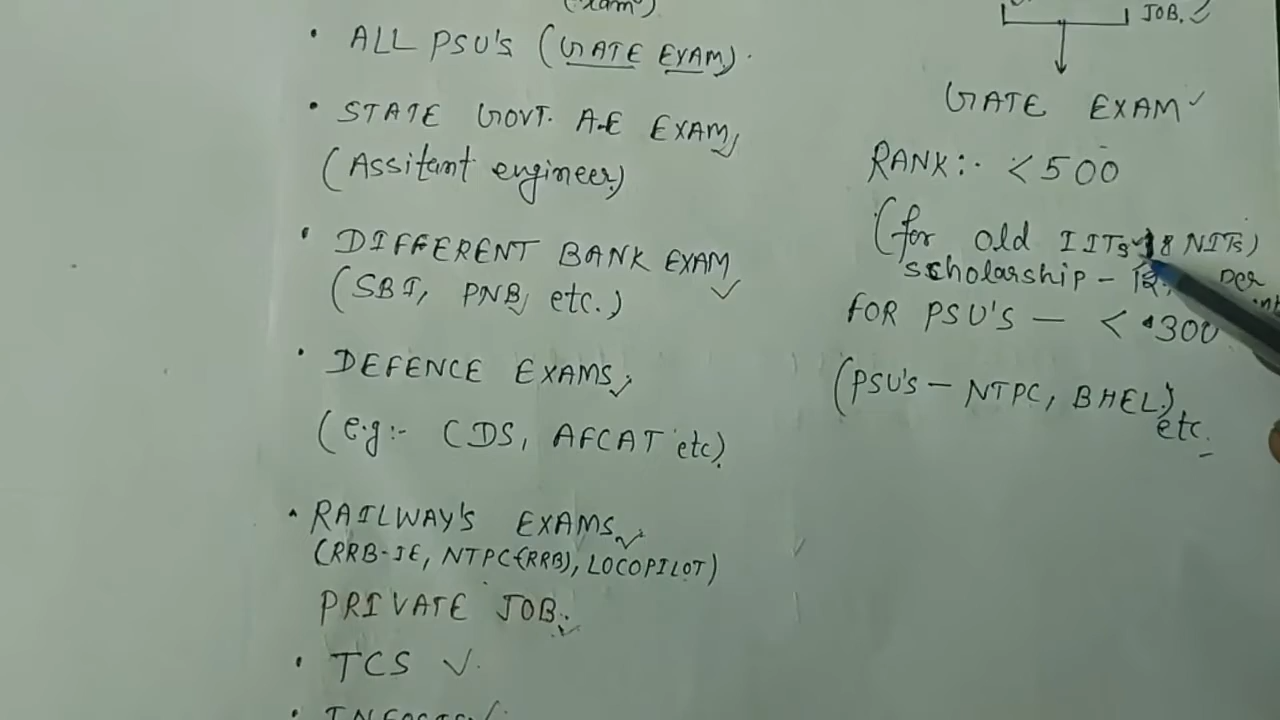 (Exam)
• ALL PSU'S (GATE EXAM).
• STATE GOVT. A.E EXAM
(Assitant engineer)
• DIFFERENT BANK EXAM
(SBI, PNB, etc.)
• DEFENCE EXAMS
(e.g:- CDS, AFCAT etc)
• RAILWAY'S EXAMS
(RRB-JE, NTPC(RRB), LOCOPILOT)
PRIVATE JOB
• TCS
JOB.
GATE EXAM
RANK:- <500
(for old IITs & NITs)
scholarship - per
FOR PSU'S — < 300
(PSU'S — NTPC, BHEL)
etc.